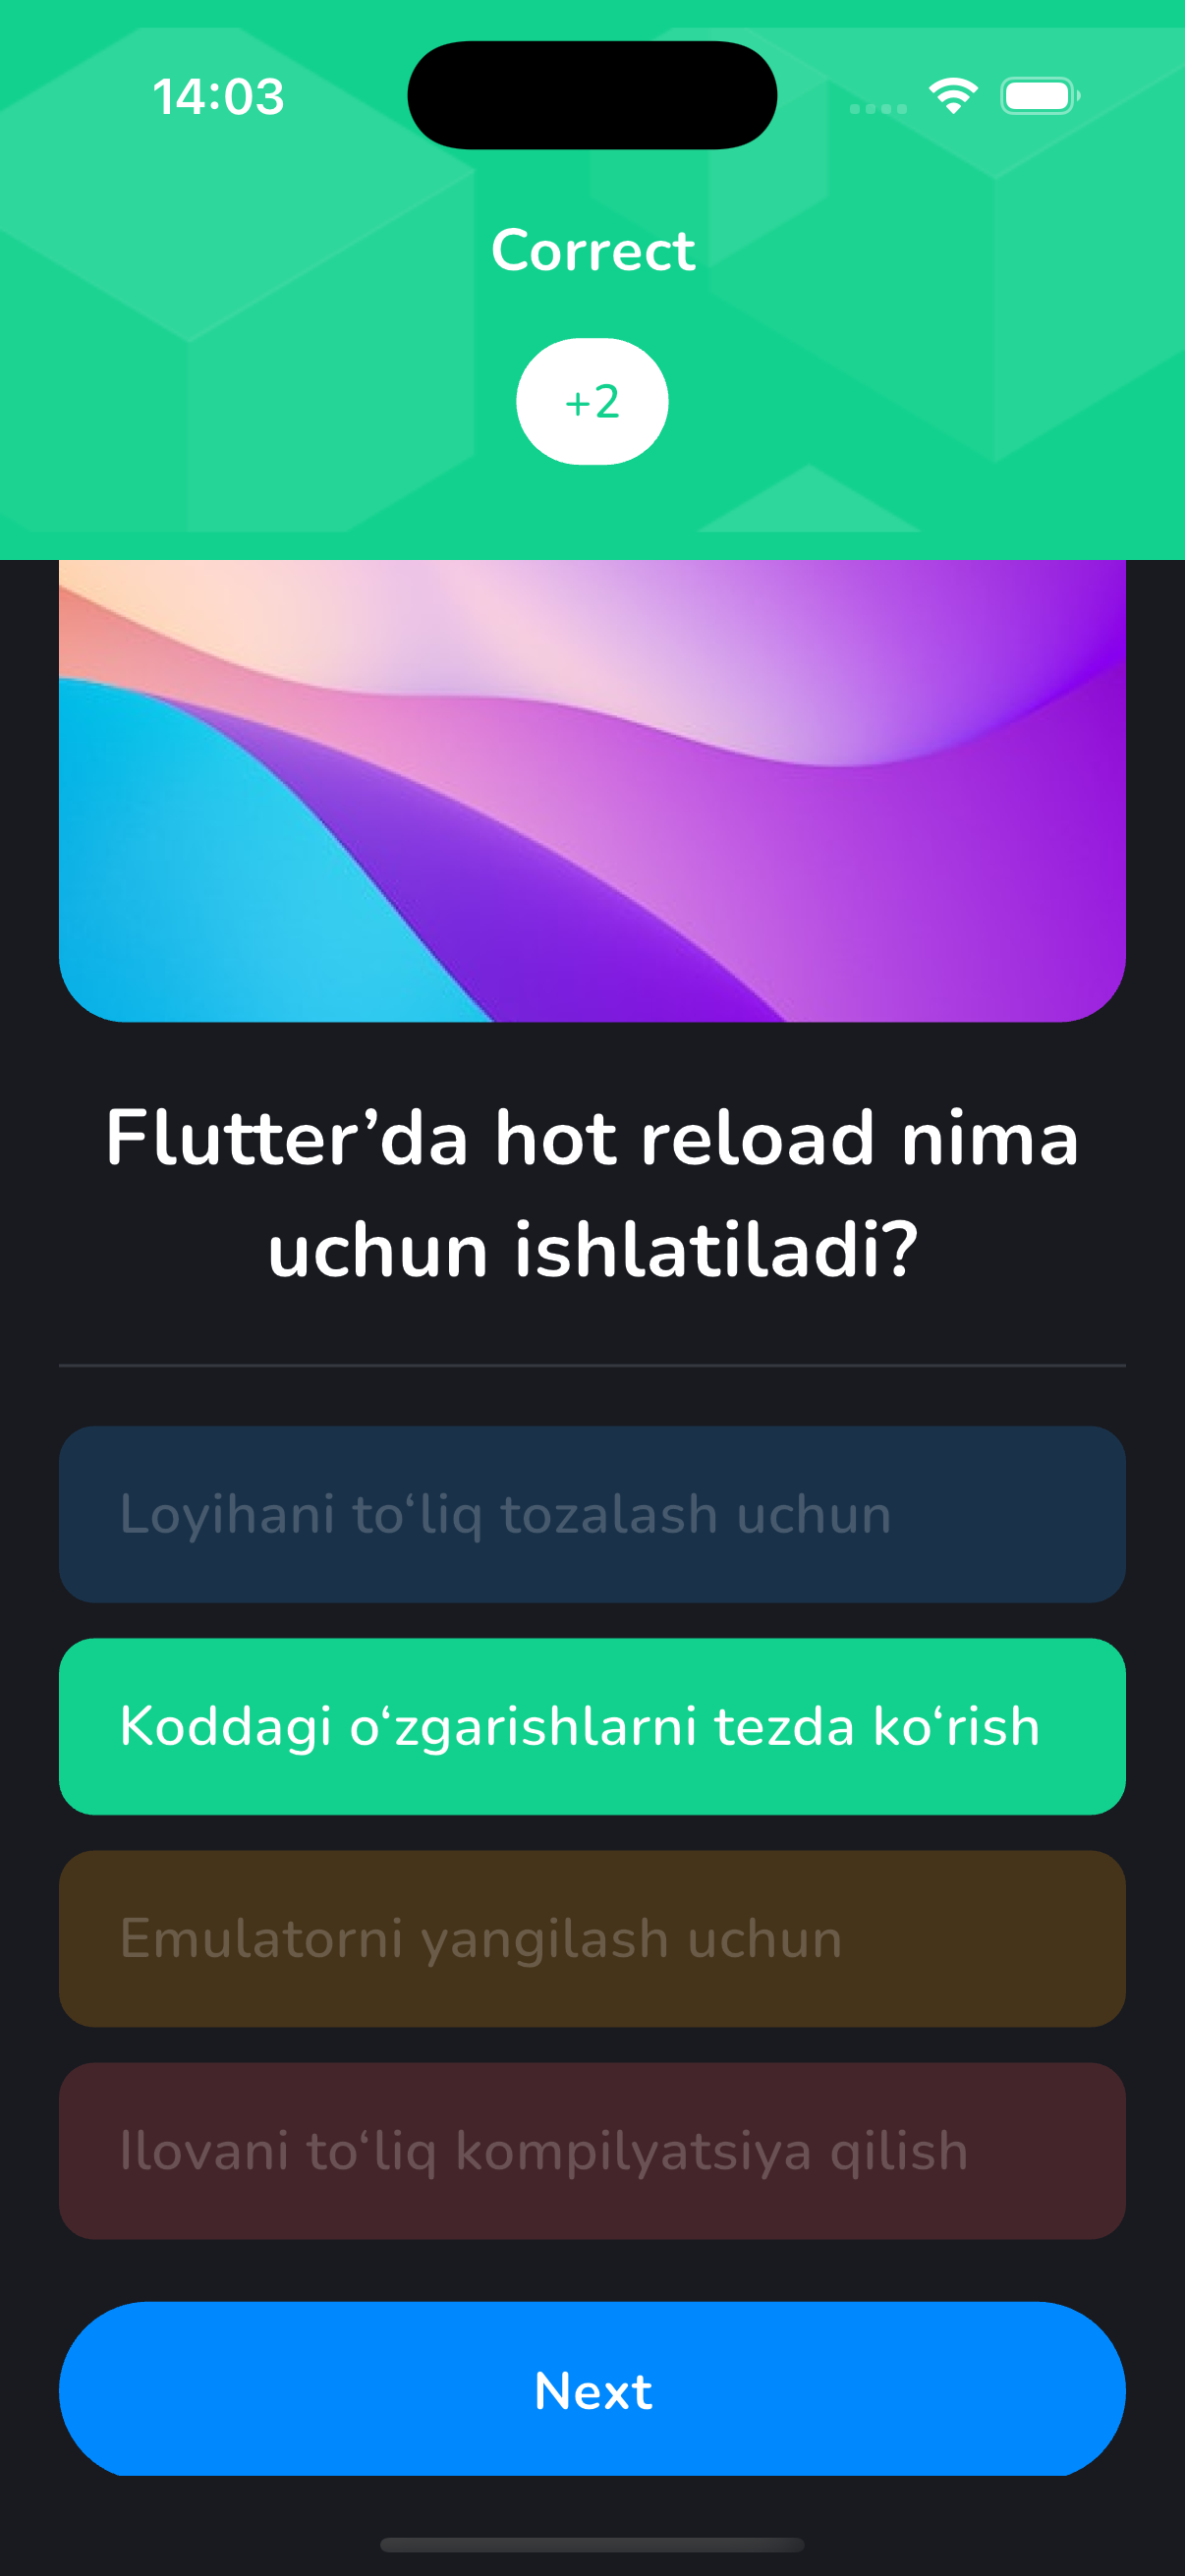 14:03
Correct
+2
Flutter’da hot reload nima
uchun ishlatiladi?
Loyihani to‘liq tozalash uchun
Koddagi o‘zgarishlarni tezda ko‘rish
Emulatorni yangilash uchun
Ilovani to‘liq kompilyatsiya qilish
Next